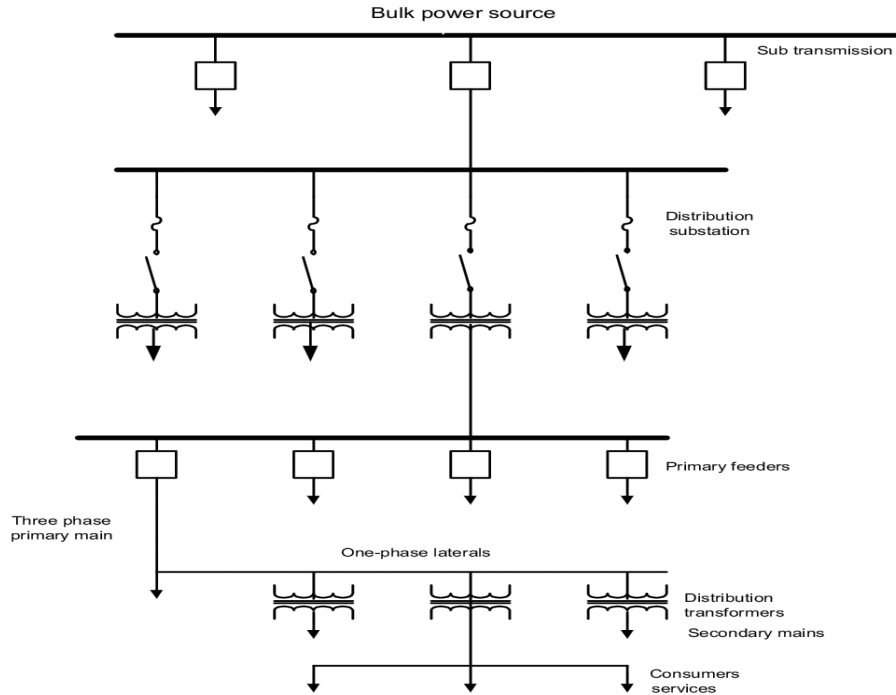 Bulk power source
Sub transmission
Distribution
substation
Primary feeders
Three phase
primary main
One-phase laterals
Distribution
transformers
Secondary mains
Consumers
services